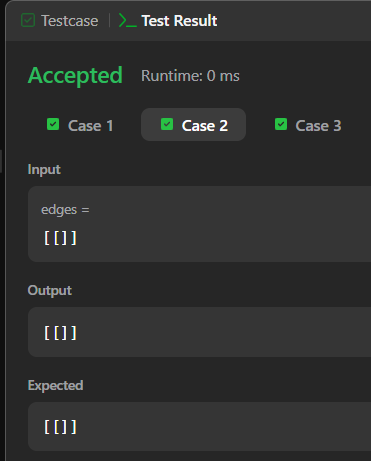 Testcase
Test Result
Accepted Runtime: 0 ms
Case 1 Case 2 Case 3
Input
edges =
[[]]
Output
[[]]
Expected
[[]]